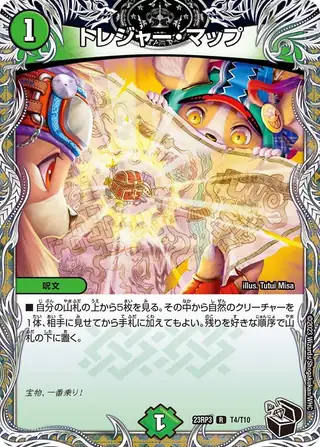 1
トレジャー・マップ
呪文
illus. Tutui Misa
■自分の山札の上から5枚を見る。その中から自然のクリーチャーを
1体、相手に見せてから手札に加えてもよい。残りを好きな順序で山
札の下に置く。
宝物、一番乗り!
1
23RP3 R T4/T10